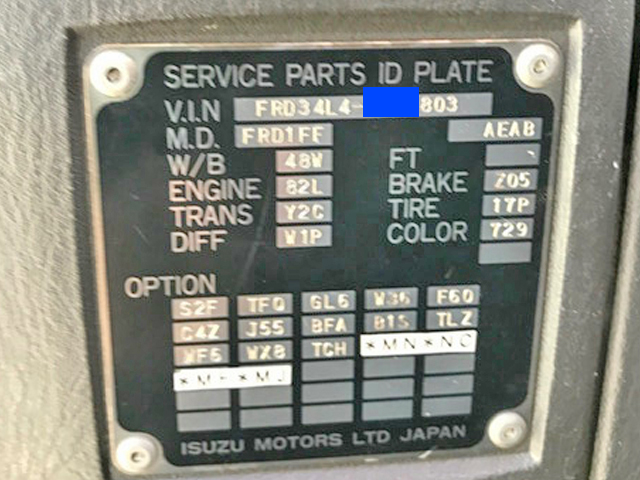 SERVICE PARTS ID PLATE
V.I.N FRD34L4- 803
M.D. FRD1FF AEAB
W/B 48W FT
ENGINE 82L BRAKE Z05
TRANS Y2C TIRE 17P
DIFF W1P COLOR 729
OPTION
S2F TFQ GL6 W36 F60
C4Z J55 BFA B1S TLZ
WF6 WX8 TCH *MN*NC
*M-*MJ
ISUZU MOTORS LTD JAPAN